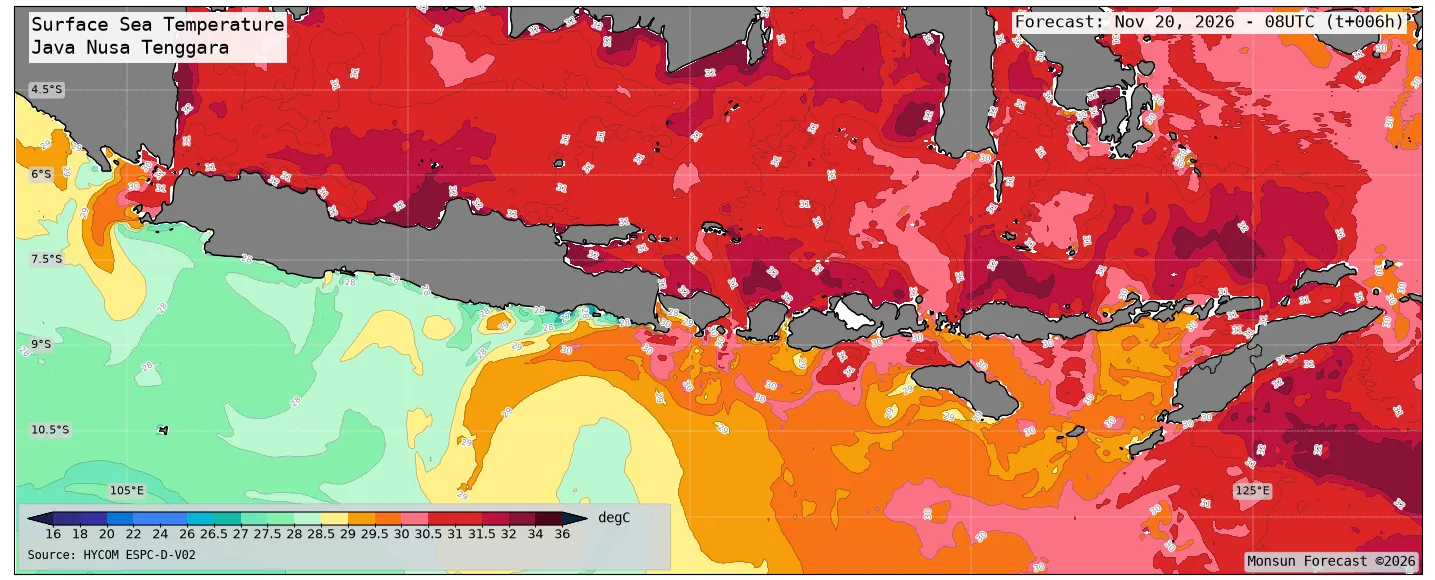 Surface Sea Temperature
Java Nusa Tenggara
Forecast: Nov 20, 2026 - 08UTC (t+006h)
4.5°S
6°S
7.5°S
9°S
10.5°S
105°E
125°E
degC
16 18 20 22 24 26 26.5 27 27.5 28 28.5 29 29.5 30 30.5 31 31.5 32 34 36
Source: HYCOM ESPC-D-V02
Monsun Forecast ©2026